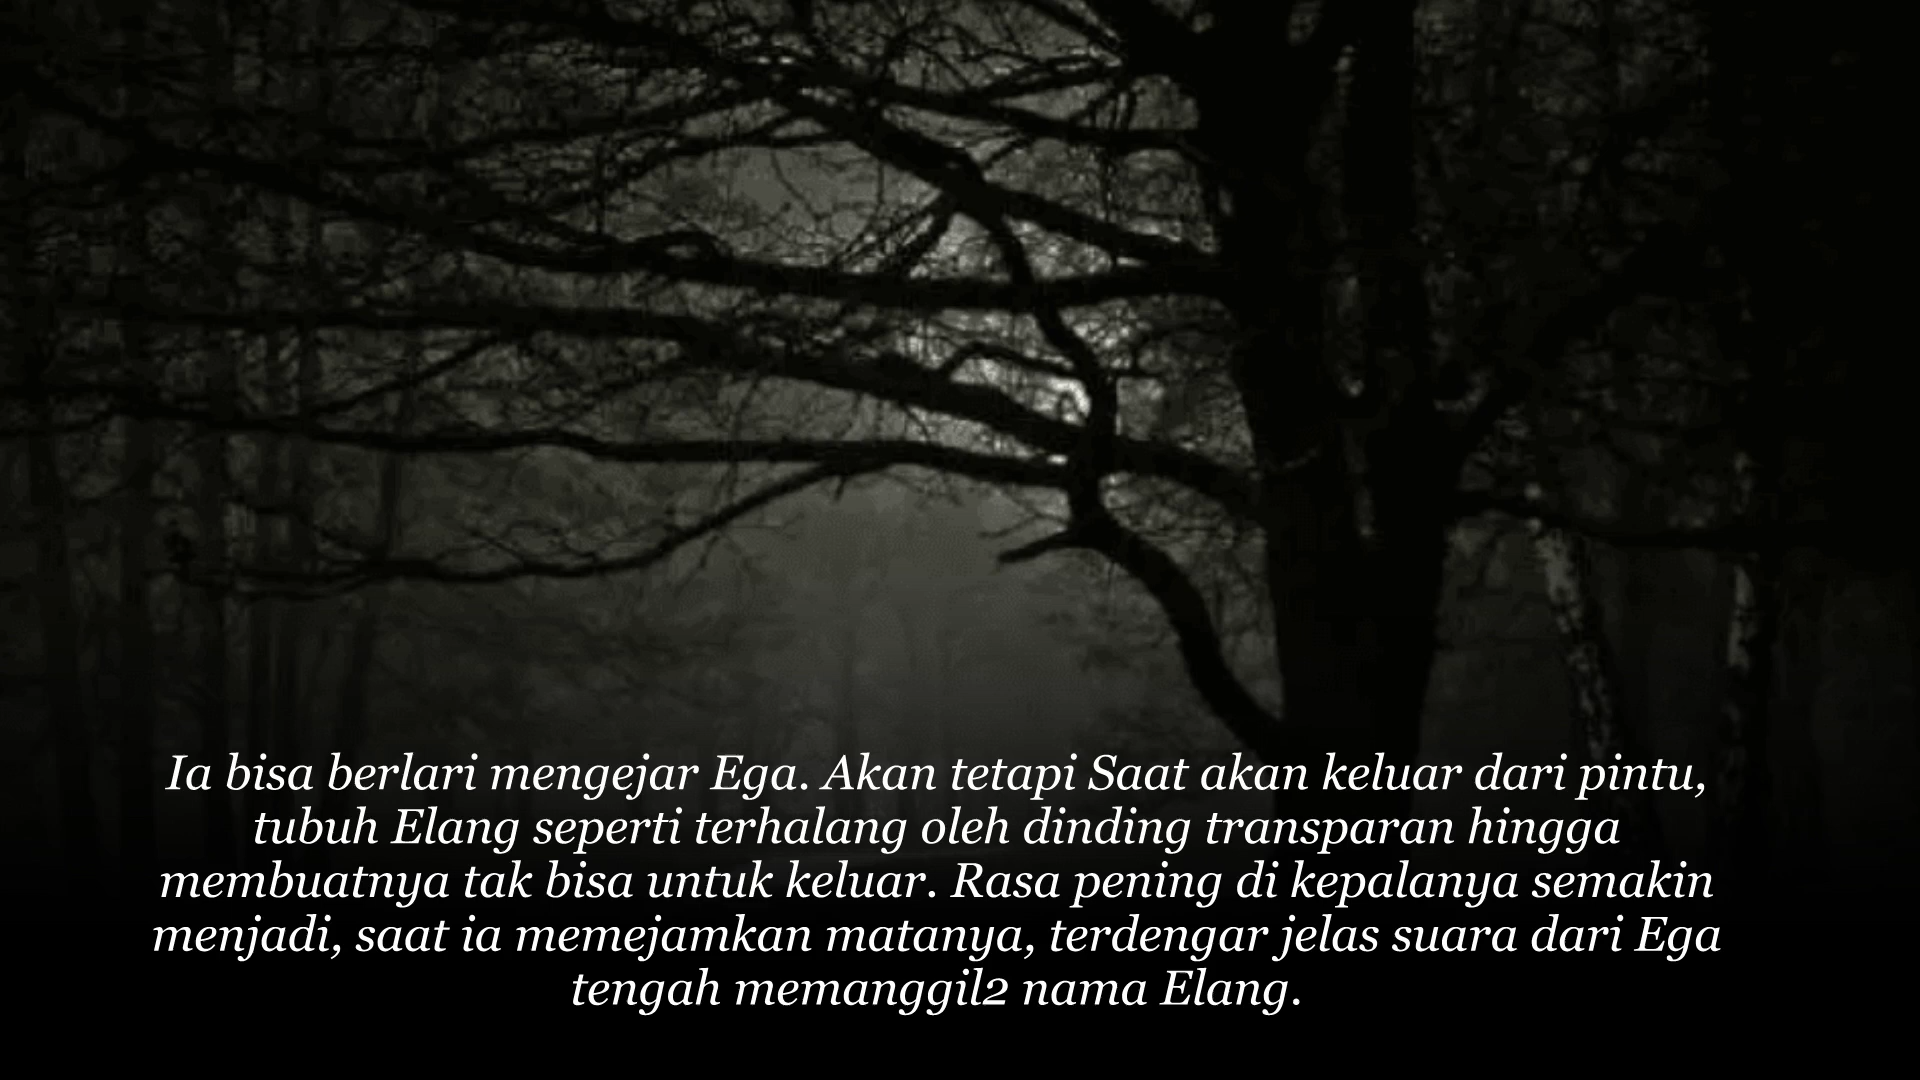 Ia bisa berlari mengejar Ega. Akan tetapi Saat akan keluar dari pintu,
tubuh Elang seperti terhalang oleh dinding transparan hingga
membuatnya tak bisa untuk keluar. Rasa pening di kepalanya semakin
menjadi, saat ia memejamkan matanya, terdengar jelas suara dari Ega
tengah memanggil2 nama Elang.